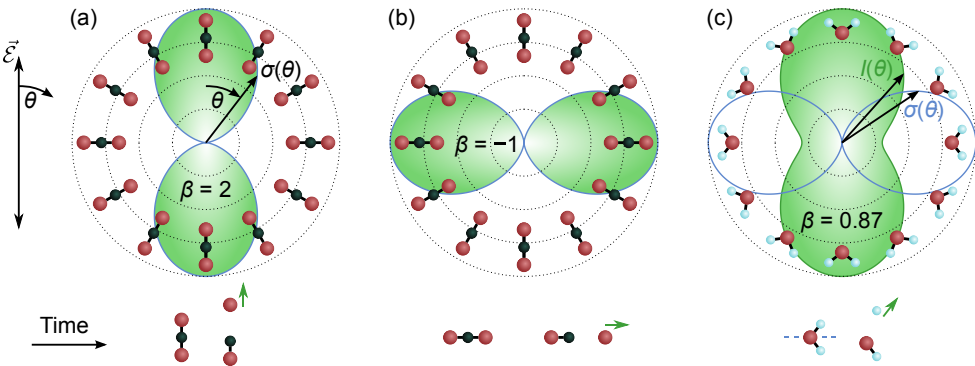 (a)
(b)
(c)
ℰ⃗
θ
σ(θ)
θ
β = 2
β = −1
I(θ)
σ(θ)
β = 0.87
Time